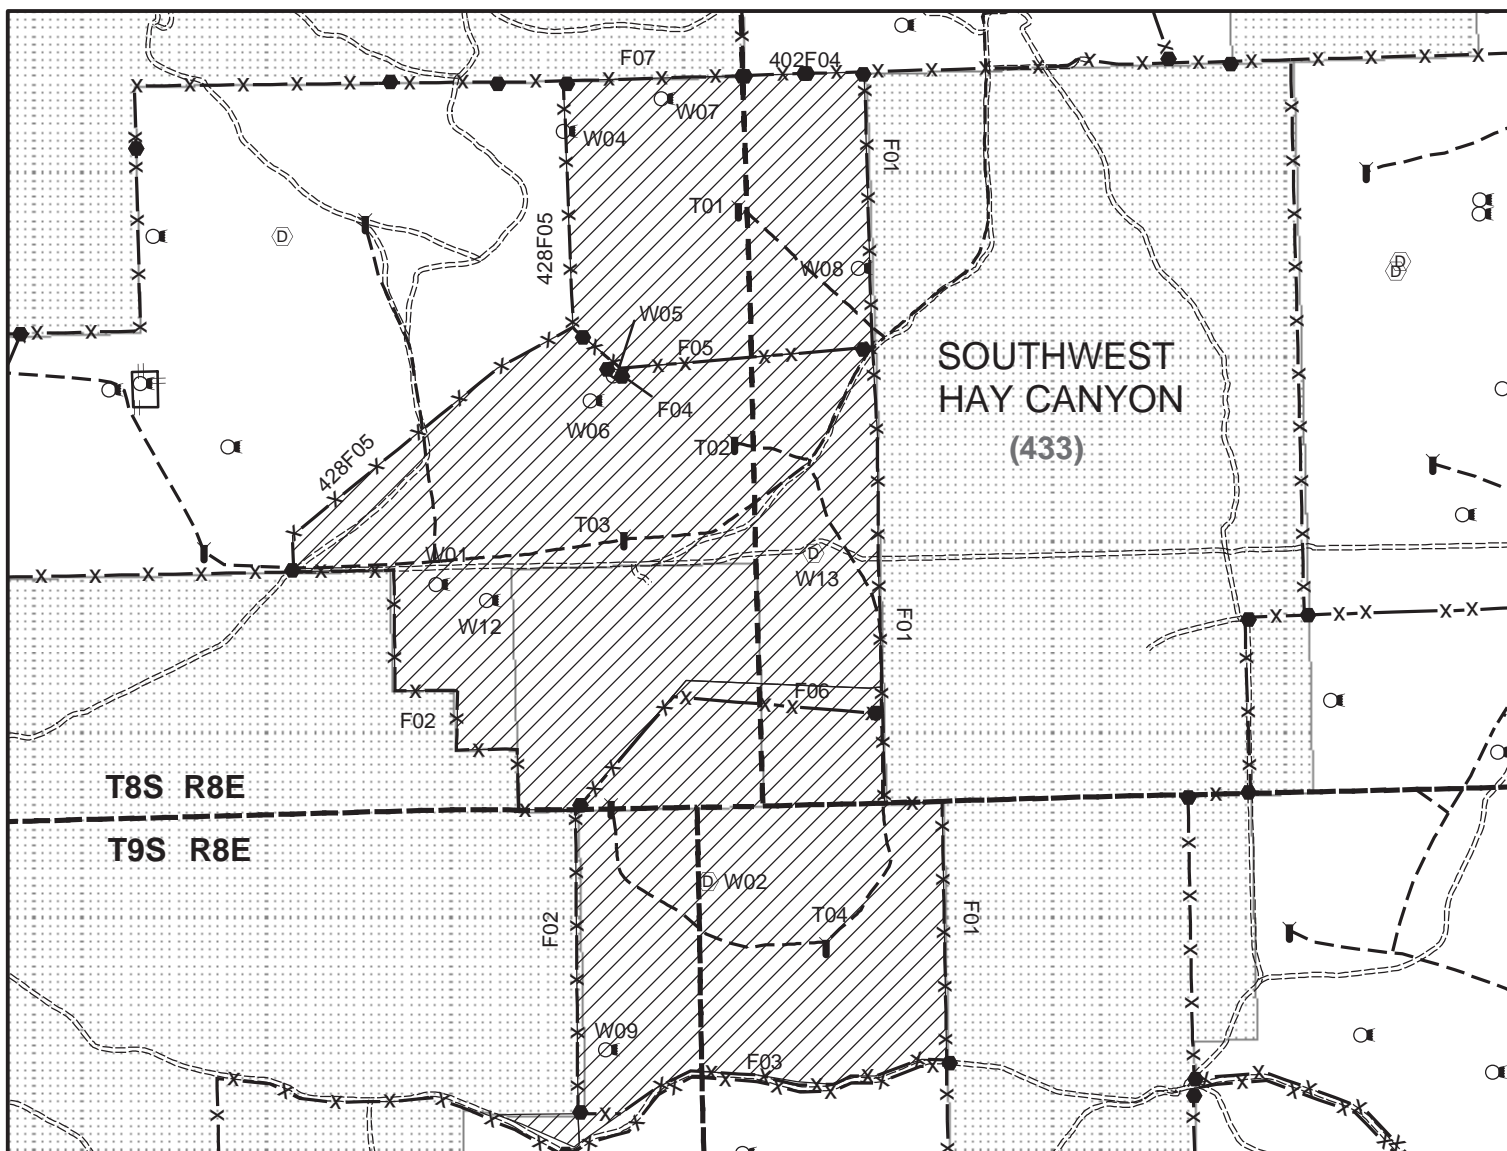 F07
402F04
W07
W04
F01
T01
428F05
W08
D
D
D
W05
F05
SOUTHWEST
HAY CANYON
(433)
F04
W06
T02
428F05
T03
W01
D
W13
W12
F01
F06
F02
T8S R8E
T9S R8E
D W02
T04
F02
F01
W09
F03